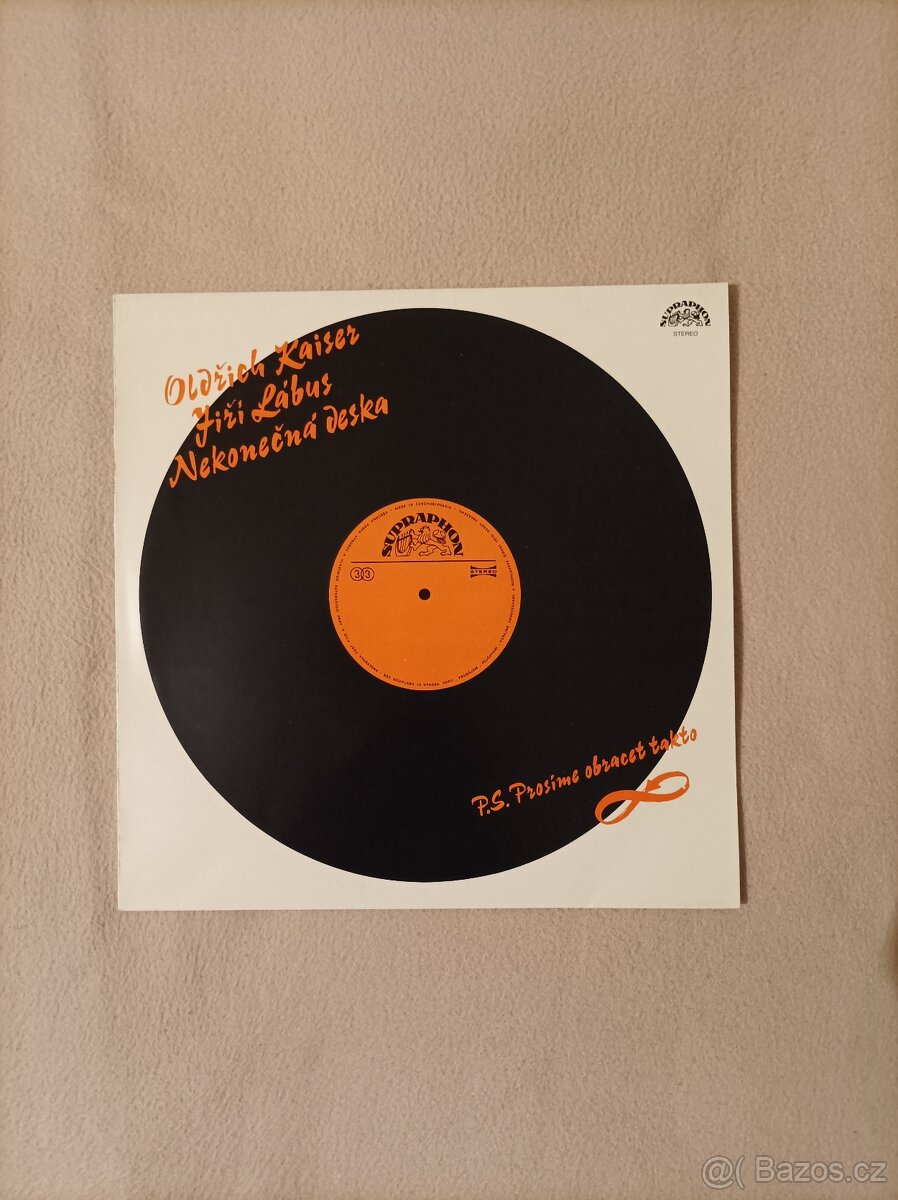 SUPRAPHON
STEREO
Oldřich Kaiser
Jiří Lábus
Nekonečná deska
SUPRAPHON
33
STEREO
P.S. Prosíme obracet takto
@( Bazos.cz